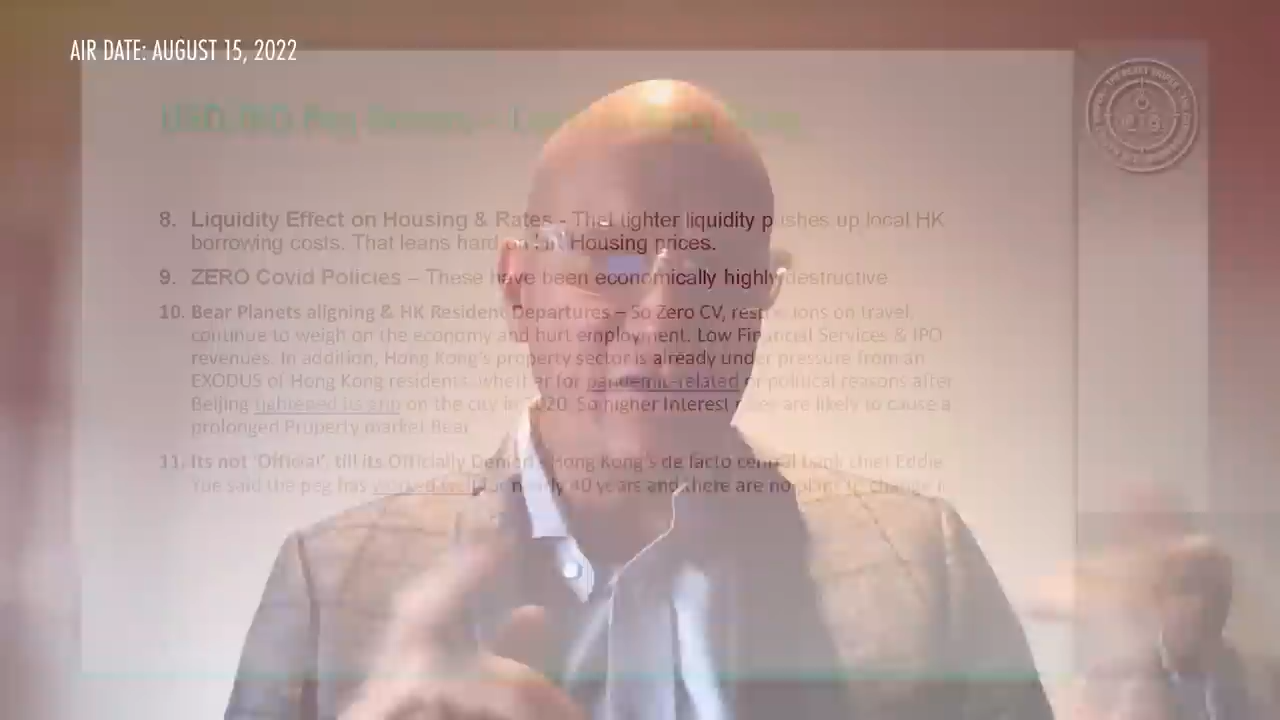 AIR DATE: AUGUST 15, 2022
8. Liquidity Effect on Housing & Rates - That tighter liquidity pushes up local HK
borrowing costs. That leans hard Housing prices.
9. ZERO Covid Policies – These have been economically highly destructive
10. Bear Planets aligning & HK Resident Departures – So Zero CV, restrictions on travel,
continue to weigh on the economy and hurt employment. Low Financial Services & IPO
revenues. In addition, Hong Kong's property sector is already under pressure from an
EXODUS of Hong Kong residents, whether for pandemic-related or political reasons after
Beijing tightened its grip on the city in 2020. So higher Interest rates are likely to cause a
prolonged Property market Bear
11. Its not 'Official', till its Officially Denied - Hong Kong's de facto central bank chief Eddie
Yue said the peg has worked well for nearly 40 years and there are no plans to change it